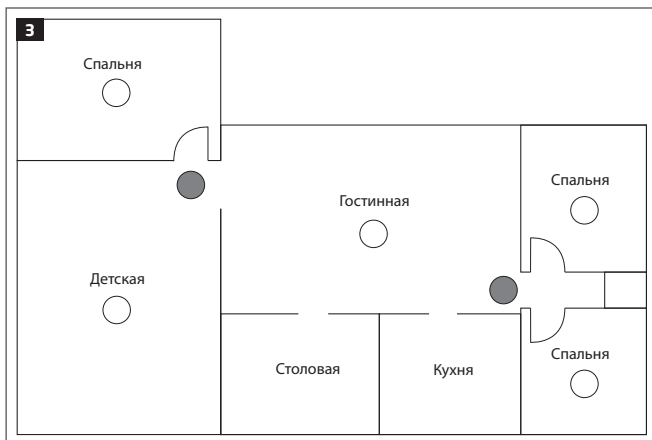 3
Спальня
Спальня
Гостинная
Детская
Спальня
Столовая
Кухня